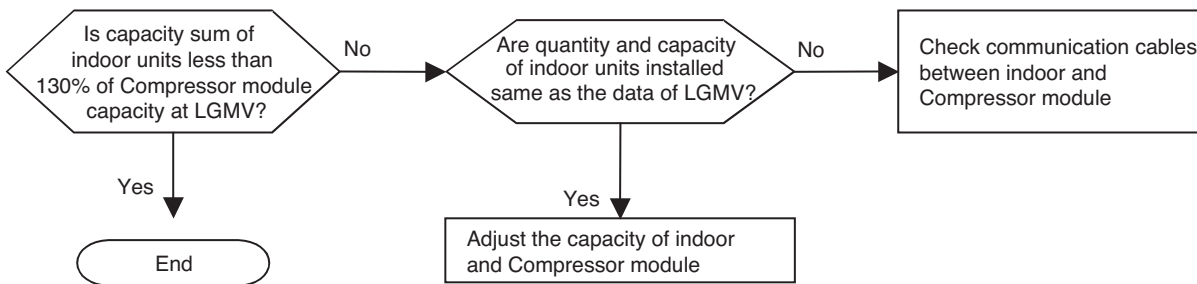 Is capacity sum of
indoor units less than
130% of Compressor module
capacity at LGMV?
No
Are quantity and capacity
of indoor units installed
same as the data of LGMV?
No
Check communication cables
between indoor and
Compressor module
Yes
End
Yes
Adjust the capacity of indoor
and Compressor module